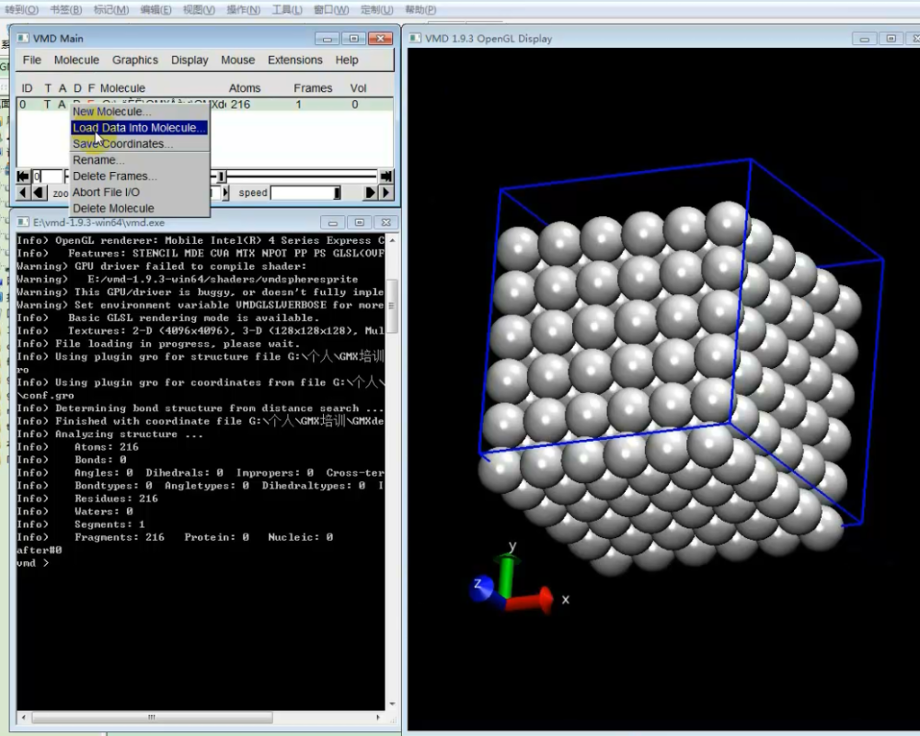 转到(O) 书签(B) 标记(M) 编辑(E) 视图(V) 操作(N) 工具(L) 窗口(W) 定制(U) 帮助(P)
VMD Main
File Molecule Graphics Display Mouse Extensions Help
ID T A D F Molecule Atoms Frames Vol
0 T A 216 1 0
New Molecule...
Load Data Into Molecule...
Save Coordinates...
Rename...
Delete Frames...
Abort File I/O
Delete Molecule
0
zoo speed
E:\vmd-1.9.3-win64\vmd.exe
Info) OpenGL renderer: Mobile Intel(R) 4 Series Express C
Info) Features: STENCIL MDE CVA MTX NPOT PP PS GLSL(OVF
Warning) GPU driver failed to compile shader:
Warning) E:/vmd-1.9.3-win64/shaders/vmdspheresprite
Warning) This GPU/driver is buggy, or doesn't fully imple
Warning) Set environment variable VMDGLSLVERBOSE for more
Info) Basic GLSL rendering mode is available.
Info) Textures: 2-D (4096x4096), 3-D (128x128x128), Mul
Info) File loading in progress, please wait.
Info) Using plugin gro for structure file G:\个人\GMX培训
ro
Info) Using plugin gro for coordinates from file G:\个人\
\conf.gro
Info) Determining bond structure from distance search ...
Info) Finished with coordinate file G:\个人\GMX培训\GMXde
Info) Analyzing structure ...
Info) Atoms: 216
Info) Bonds: 0
Info) Angles: 0 Dihedrals: 0 Impropers: 0 Cross-ter
Info) Bondtypes: 0 Angletypes: 0 Dihedraltypes: 0 I
Info) Residues: 216
Info) Waters: 0
Info) Segments: 1
Info) Fragments: 216 Protein: 0 Nucleic: 0
after#0
vmd >
VMD 1.9.3 OpenGL Display
y
z
x